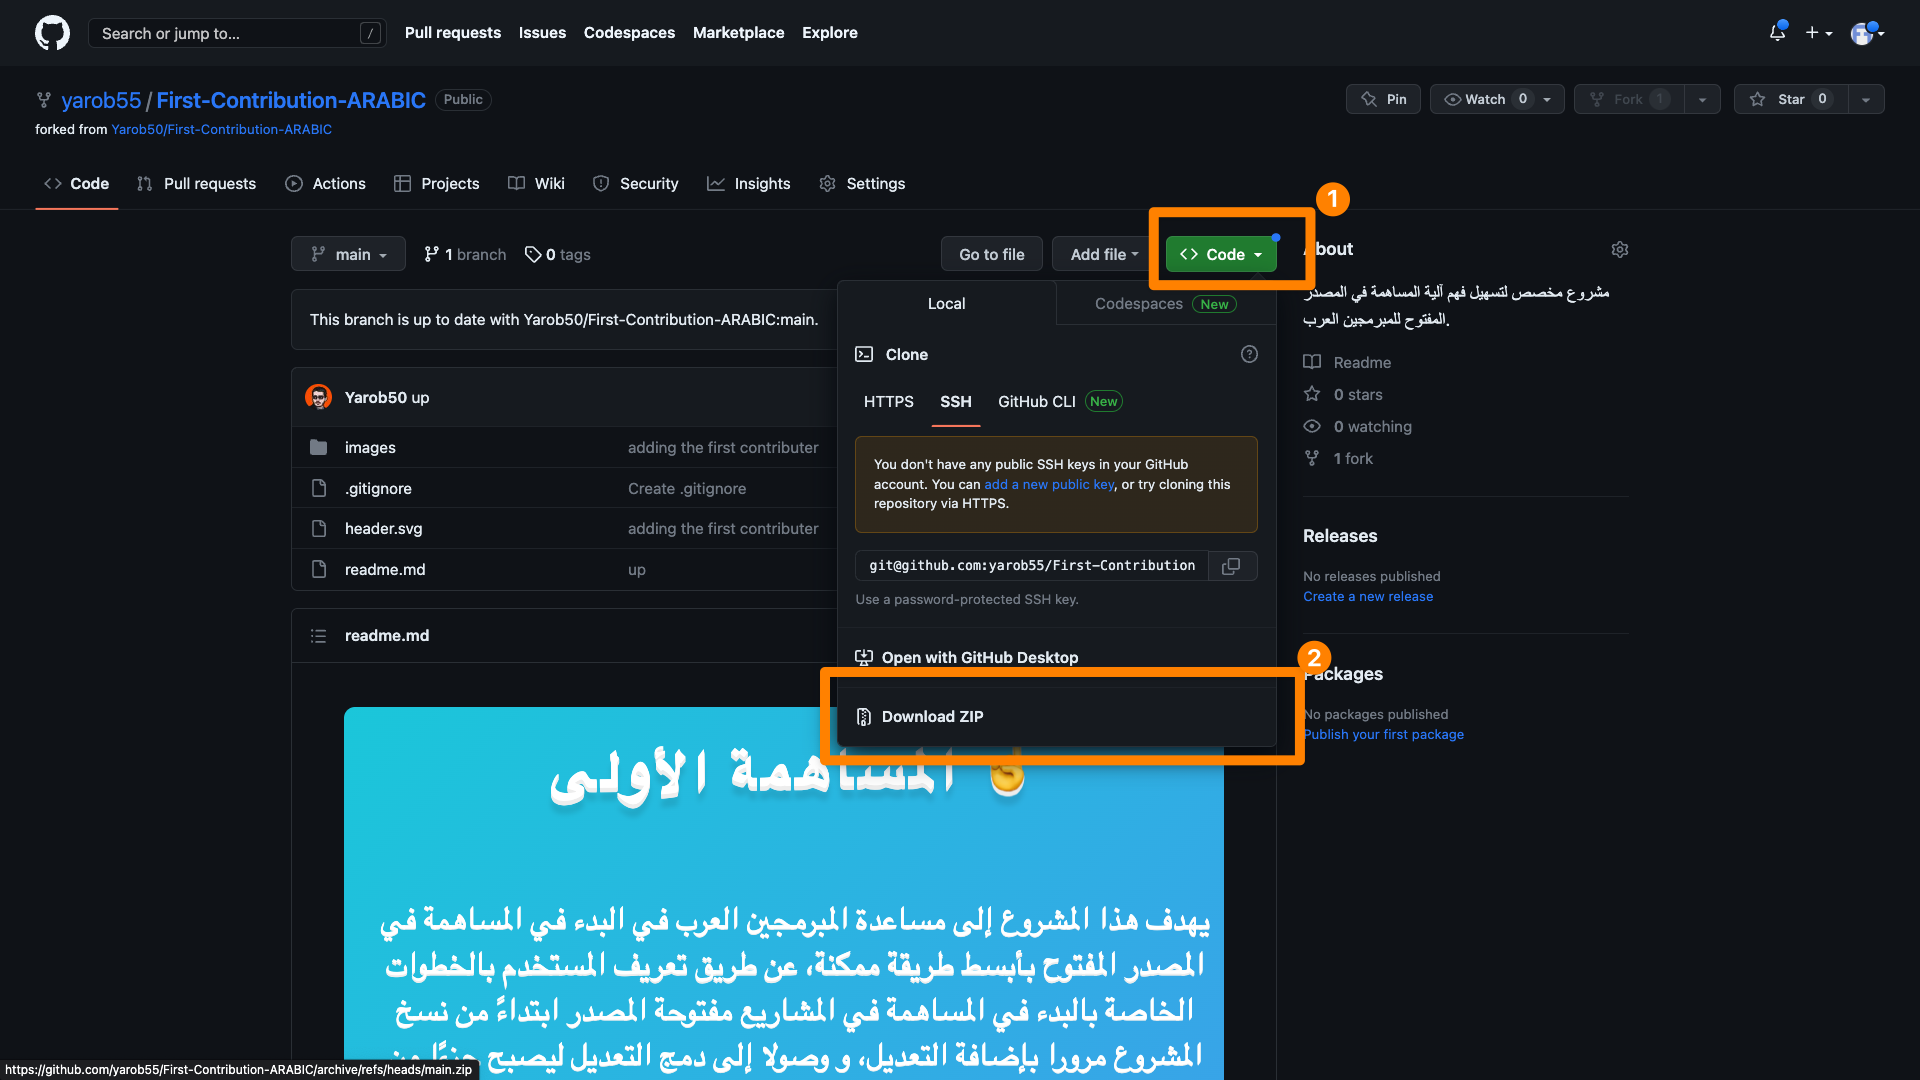 Search or jump to... /
Pull requests Issues Codespaces Marketplace Explore
yarob55 / First-Contribution-ARABIC Public
forked from Yarob50/First-Contribution-ARABIC
Pin Watch 0 Fork 1 Star 0
Code Pull requests Actions Projects Wiki Security Insights Settings
1
main 1 branch 0 tags Go to file Add file Code
This branch is up to date with Yarob50/First-Contribution-ARABIC:main.
Yarob50 up
images adding the first contributer
.gitignore Create .gitignore
header.svg adding the first contributer
readme.md up
readme.md
Local Codespaces New
Clone
HTTPS SSH GitHub CLI New
You don't have any public SSH keys in your GitHub
account. You can add a new public key, or try cloning this
repository via HTTPS.
git@github.com:yarob55/First-Contribution
Use a password-protected SSH key.
Open with GitHub Desktop
2
Download ZIP
bout
مشروع مخصص لتسهيل فهم آلية المساهمة في المصدر
المفتوح للمبرمجين العرب.
Readme
0 stars
0 watching
1 fork
Releases
No releases published
Create a new release
Packages
No packages published
Publish your first package
المساهمة الأولى
يهدف هذا المشروع إلى مساعدة المبرمجين العرب في البدء في المساهمة في
المصدر المفتوح بأبسط طريقة ممكنة، عن طريق تعريف المستخدم بالخطوات
الخاصة بالبدء في المساهمة في المشاريع مفتوحة المصدر ابتداءً من نسخ
المشروع مرورا بإضافة التعديل، و وصولا إلى دمج التعديل ليصبح جزءًا من
https://github.com/yarob55/First-Contribution-ARABIC/archive/refs/heads/main.zip